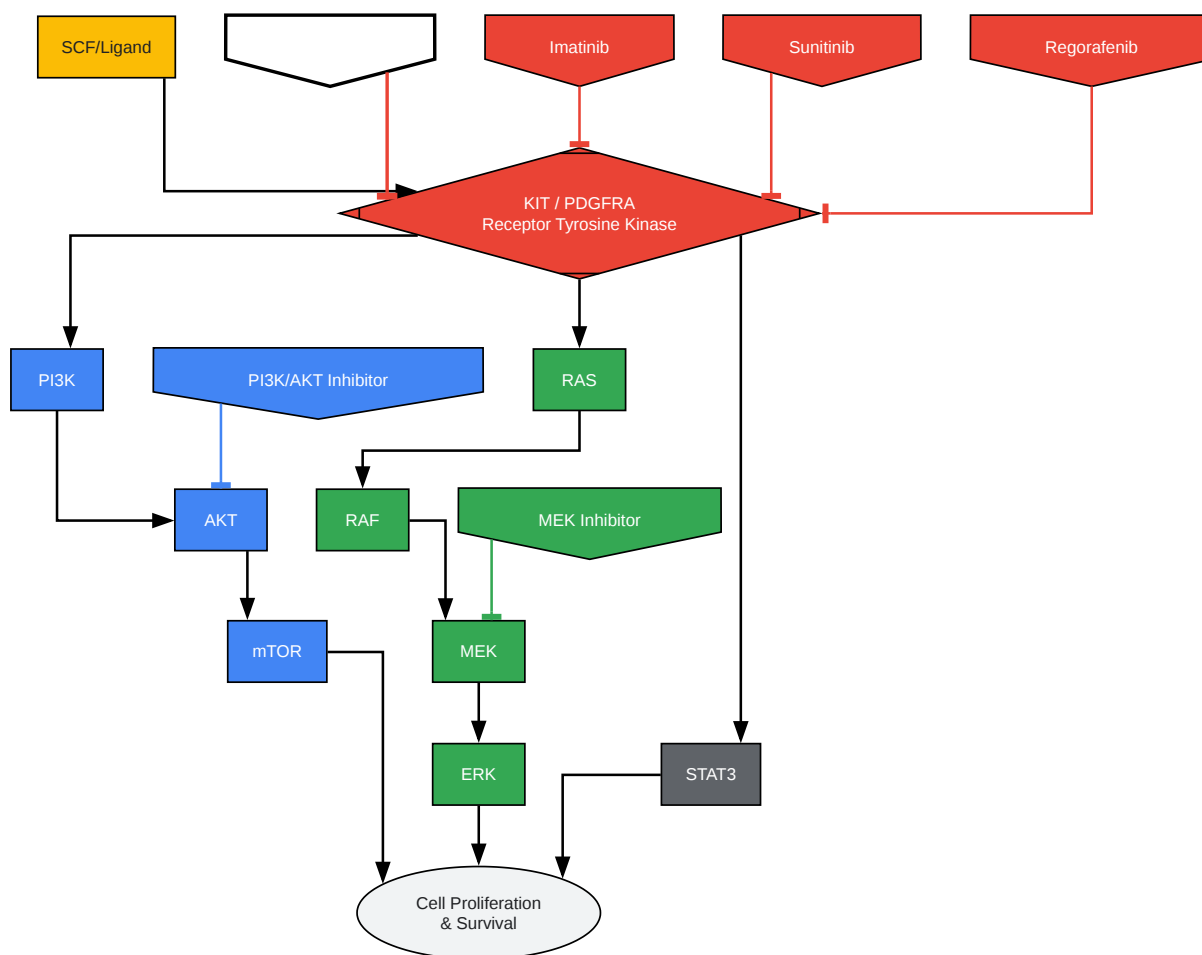 SCF/Ligand
Imatinib
Sunitinib
Regorafenib
KIT / PDGFRA
Receptor Tyrosine Kinase
PI3K
PI3K/AKT Inhibitor
RAS
AKT
RAF
MEK Inhibitor
mTOR
MEK
ERK
STAT3
Cell Proliferation
& Survival